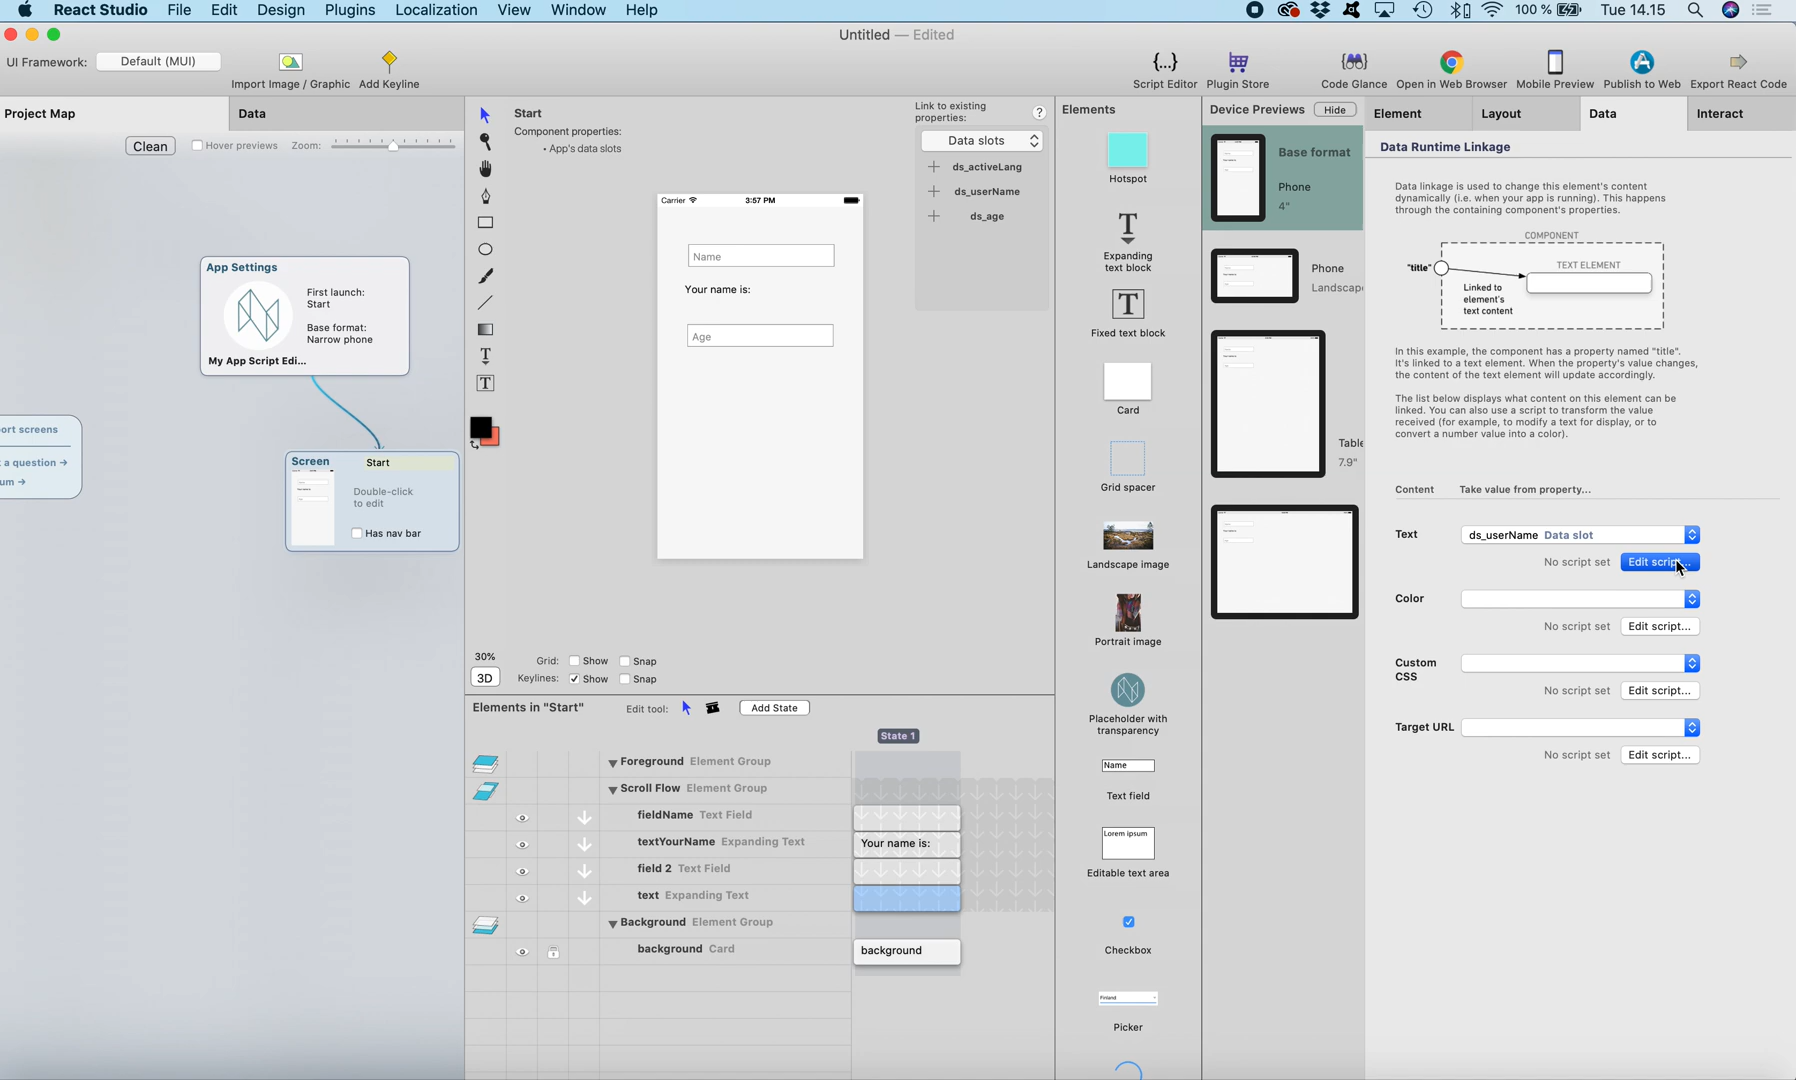 React Studio File Edit Design Plugins Localization View Window Help
100 % Tue 14.15
Untitled — Edited
UI Framework: Default (MUI)
Import Image / Graphic Add Keyline
{...} Script Editor Plugin Store Code Glance Open in Web Browser Mobile Preview Publish to Web Export React Code
Project Map Data
Clean Hover previews Zoom:
App Settings
First launch:
Start
Base format:
Narrow phone
My App Script Edi...
ort screens
a question →
um →
Screen Start
Double-click
to edit
Has nav bar
Start
Component properties:
• App's data slots
Link to existing
properties:
?
Data slots
ds_activeLang
ds_userName
ds_age
Carrier 3:57 PM
Name
Your name is:
Age
T
T
30%
3D
Grid: Show Snap
Keylines: Show Snap
Elements in "Start" Edit tool: Add State
State 1
Foreground Element Group
Scroll Flow Element Group
fieldName Text Field
textYourName Expanding Text Your name is:
field 2 Text Field
text Expanding Text
Background Element Group
background Card background
Elements
Hotspot
T
Expanding
text block
T
Fixed text block
Card
Grid spacer
Landscape image
Portrait image
Placeholder with
transparency
Name
Text field
Lorem ipsum
Editable text area
Checkbox
Finland
Picker
Device Previews Hide
Base format
Phone
4"
Phone
Landscape
Table
7.9"
Element Layout Data Interact
Data Runtime Linkage
Data linkage is used to change this element's content
dynamically (i.e. when your app is running). This happens
through the containing component's properties.
COMPONENT
"title"
TEXT ELEMENT
Linked to
element's
text content
In this example, the component has a property named "title".
It's linked to a text element. When the property's value changes,
the content of the text element will update accordingly.
The list below displays what content on this element can be
linked. You can also use a script to transform the value
received (for example, to modify a text for display, or to
convert a number value into a color).
Content Take value from property...
Text ds_userName Data slot
No script set Edit script...
Color
No script set Edit script...
Custom
CSS
No script set Edit script...
Target URL
No script set Edit script...